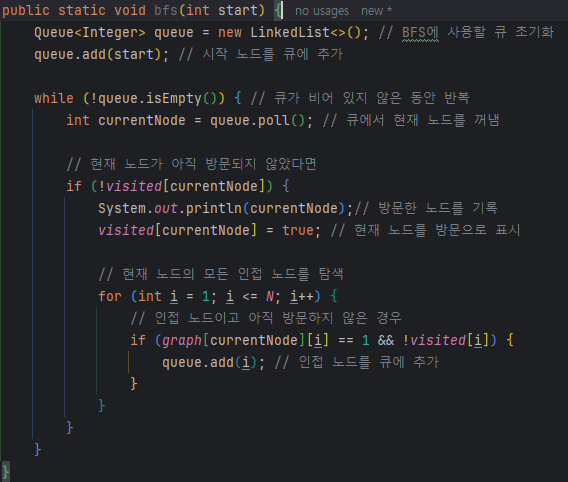 public static void bfs(int start) {  no usages  new *
    Queue<Integer> queue = new LinkedList<>(); // BFS에 사용할 큐 초기화
    queue.add(start); // 시작 노드를 큐에 추가

    while (!queue.isEmpty()) { // 큐가 비어 있지 않은 동안 반복
        int currentNode = queue.poll(); // 큐에서 현재 노드를 꺼냄

        // 현재 노드가 아직 방문되지 않았다면
        if (!visited[currentNode]) {
            System.out.println(currentNode);// 방문한 노드를 기록
            visited[currentNode] = true; // 현재 노드를 방문으로 표시

            // 현재 노드의 모든 인접 노드를 탐색
            for (int i = 1; i <= N; i++) {
                // 인접 노드이고 아직 방문하지 않은 경우
                if (graph[currentNode][i] == 1 && !visited[i]) {
                    queue.add(i); // 인접 노드를 큐에 추가
                }
            }
        }
    }
}